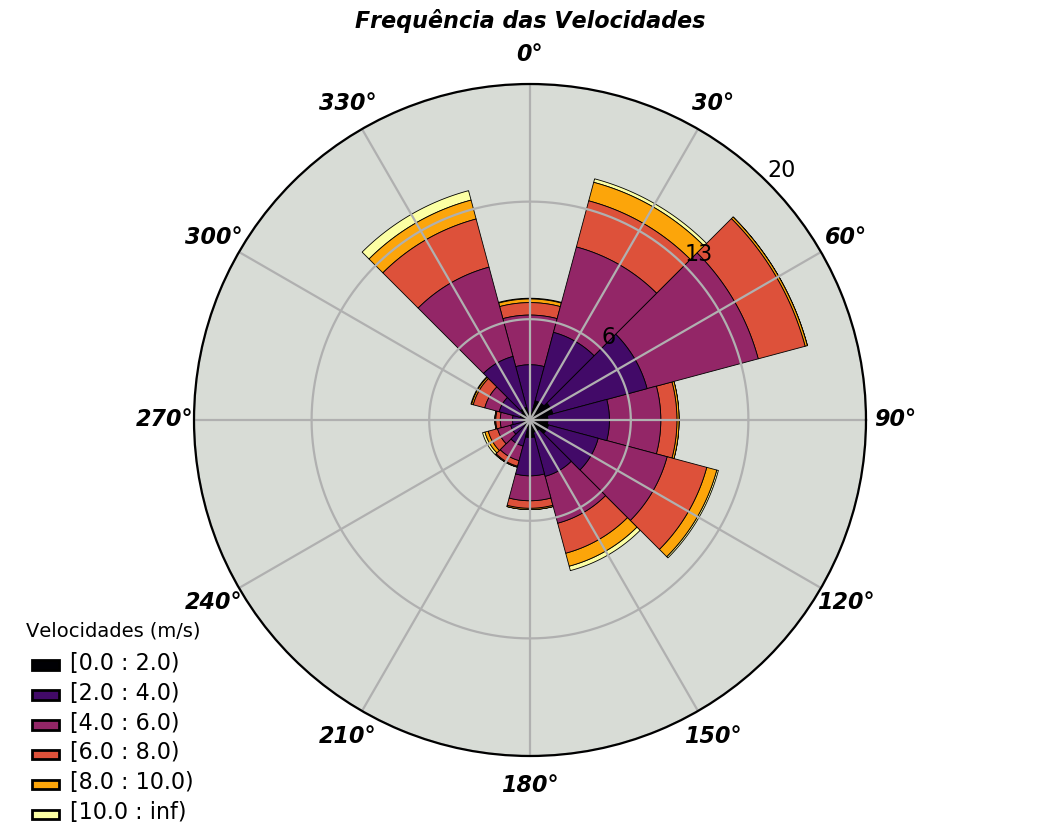 Frequência das Velocidades
0°
330°
30°
20
300°
60°
13
6
270°
90°
240°
120°
210°
150°
180°
Velocidades (m/s)
[0.0 : 2.0)
[2.0 : 4.0)
[4.0 : 6.0)
[6.0 : 8.0)
[8.0 : 10.0)
[10.0 : inf)